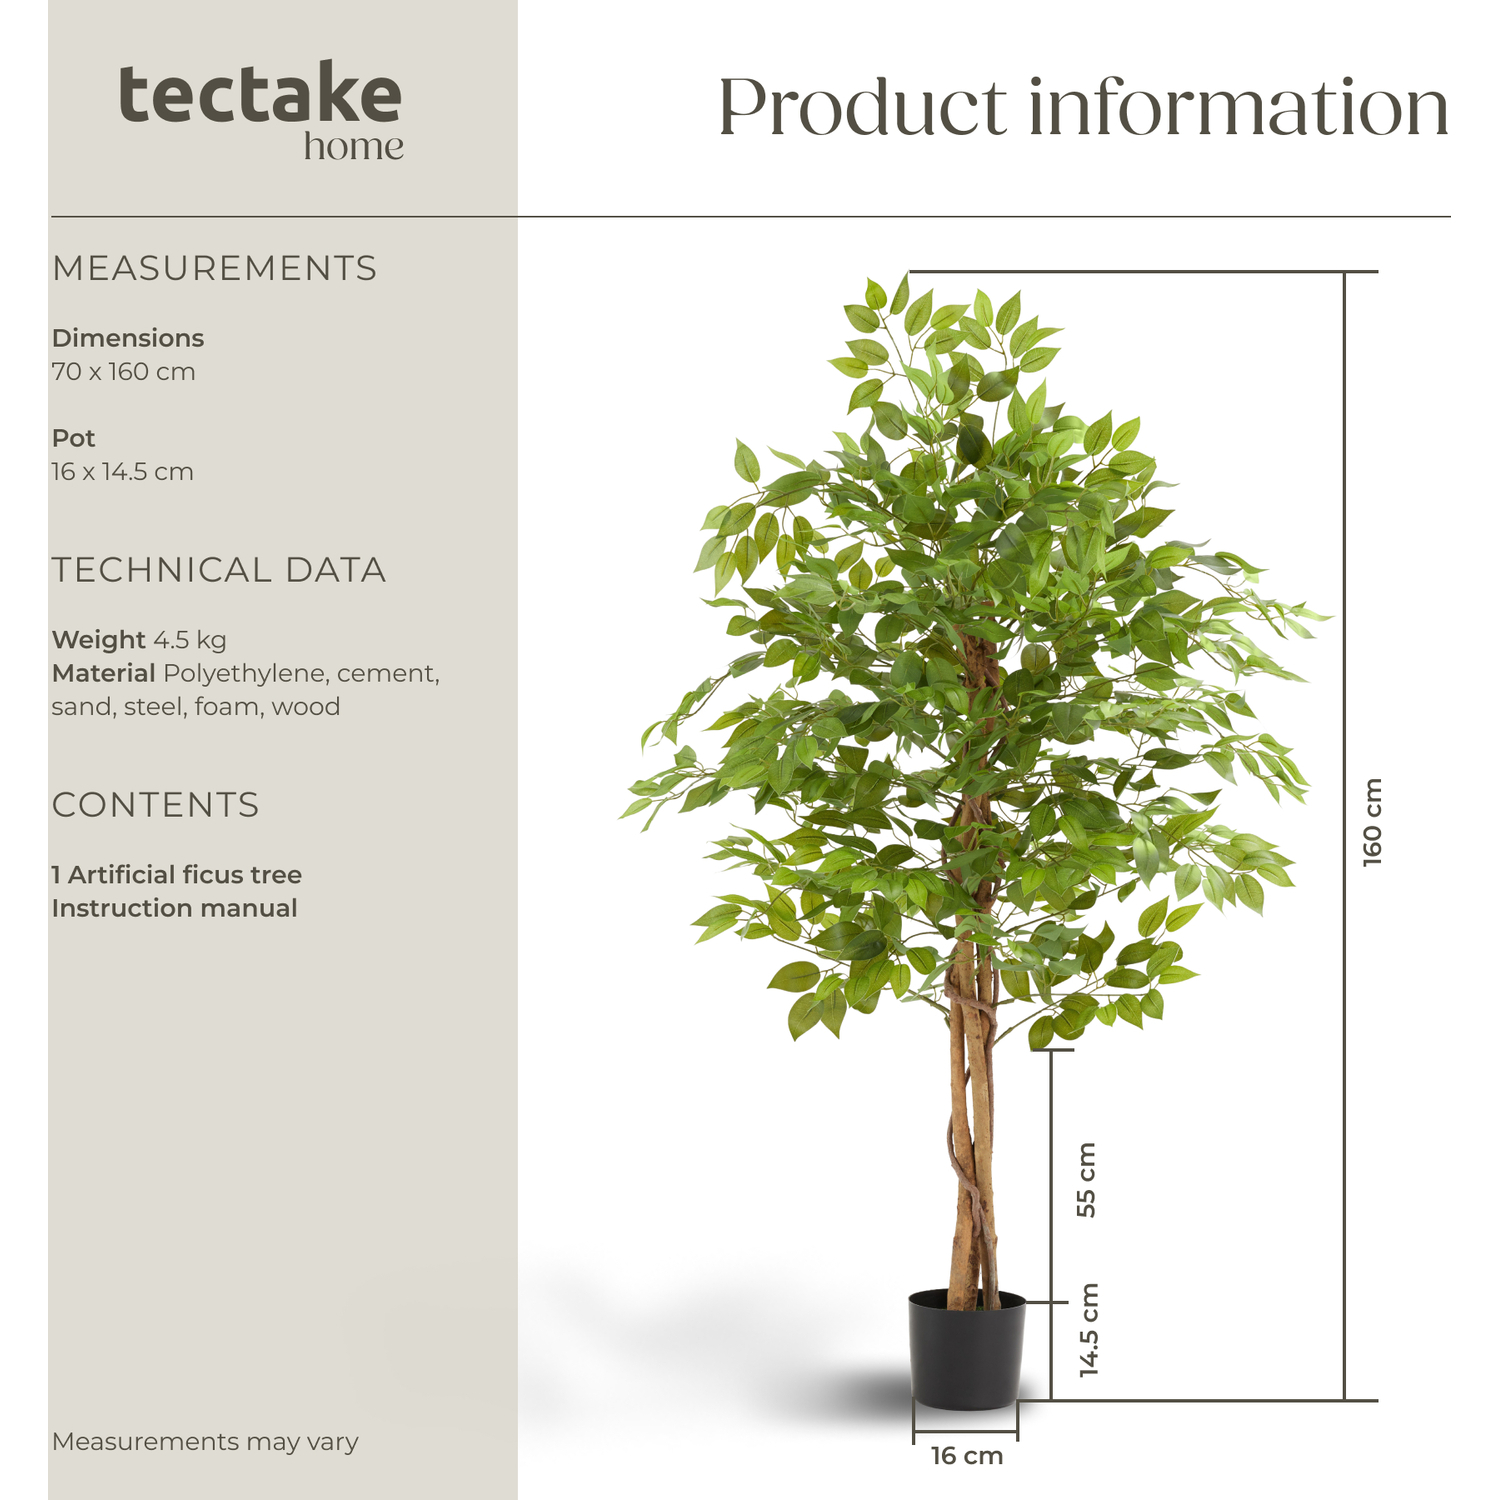 tectake
home
Product information
MEASUREMENTS
Dimensions
70 x 160 cm
Pot
16 x 14.5 cm
TECHNICAL DATA
Weight 4.5 kg
Material Polyethylene, cement,
sand, steel, foam, wood
CONTENTS
1 Artificial ficus tree
Instruction manual
Measurements may vary
160 cm
55 cm
14.5 cm
16 cm